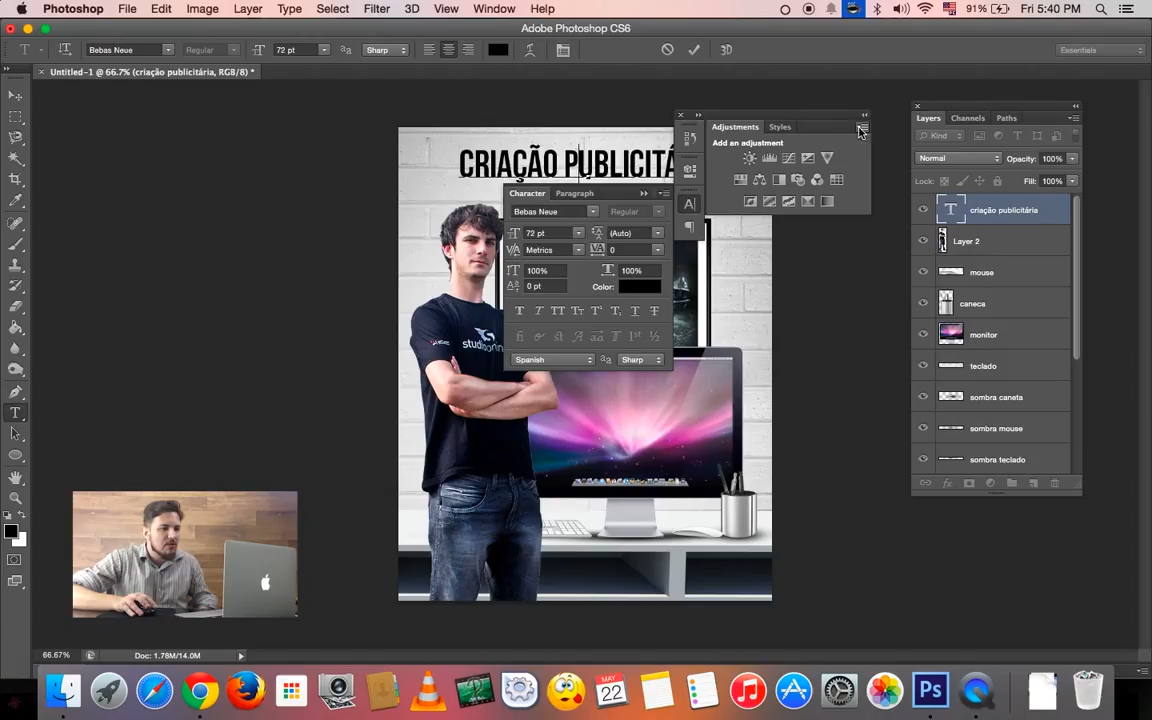 Photoshop File Edit Image Layer Type Select Filter 3D View Window Help 91% Fri 5:40 PM
Adobe Photoshop CS6
Bebas Neue Regular 72 pt Sharp 3D Essentials
Untitled-1 @ 66.7% (criação publicitária, RGB/8) *
Adjustments Styles
Add an adjustment
Layers Channels Paths
Kind
Normal Opacity: 100%
Lock: Fill: 100%
criação publicitária
Layer 2
mouse
caneca
monitor
teclado
sombra caneta
sombra mouse
sombra teclado
CRIAÇÃO PUBLICITÁ
Character Paragraph
Bebas Neue Regular
72 pt (Auto)
Metrics 0
100% 100%
0 pt Color:
Spanish Sharp
66.67% Doc: 1.78M/14.0M
MAY
22
Ps